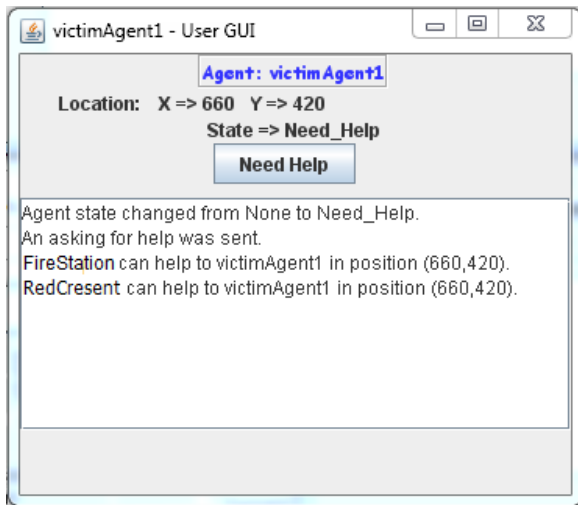 victimAgent1 - User GUI
Agent: victimAgent1
Location: X => 660 Y => 420
State => Need_Help
Need Help
Agent state changed from None to Need_Help.
An asking for help was sent.
FireStation can help to victimAgent1 in position (660,420).
RedCresent can help to victimAgent1 in position (660,420).